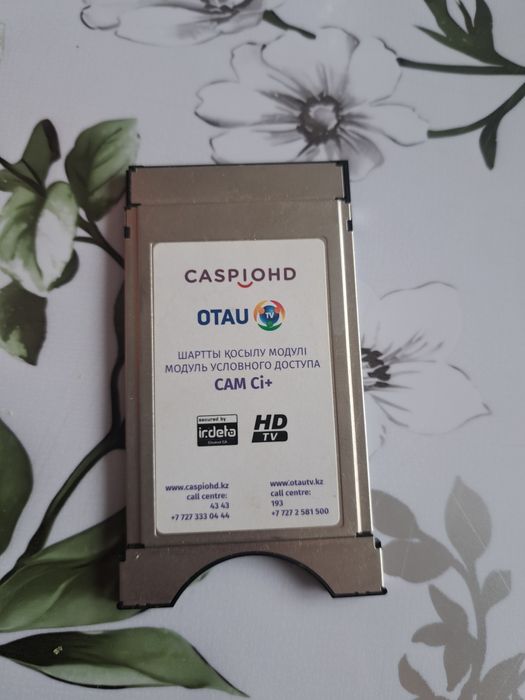 CASPIOHD
OTAU TV
ШАРТТЫ ҚОСЫЛУ МОДУЛІ
МОДУЛЬ УСЛОВНОГО ДОСТУПА
CAM Ci+
secured by
irdeto
Cloaked CA
HD
TV
www.caspiohd.kz
call centre:
43 43
+7 727 333 04 44
www.otautv.kz
call centre:
193
+7 727 2 581 500